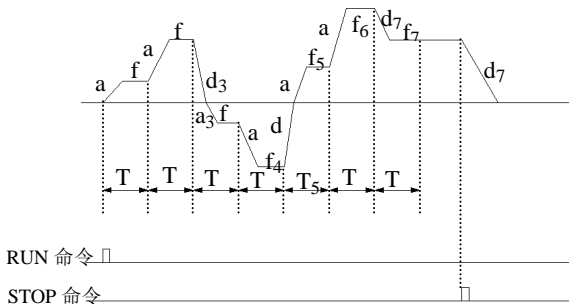 a f a f d3 a3 f a f4 d a f5 a f6 d7 f7 d7
T T T T T5 T T
RUN 命令
STOP 命令